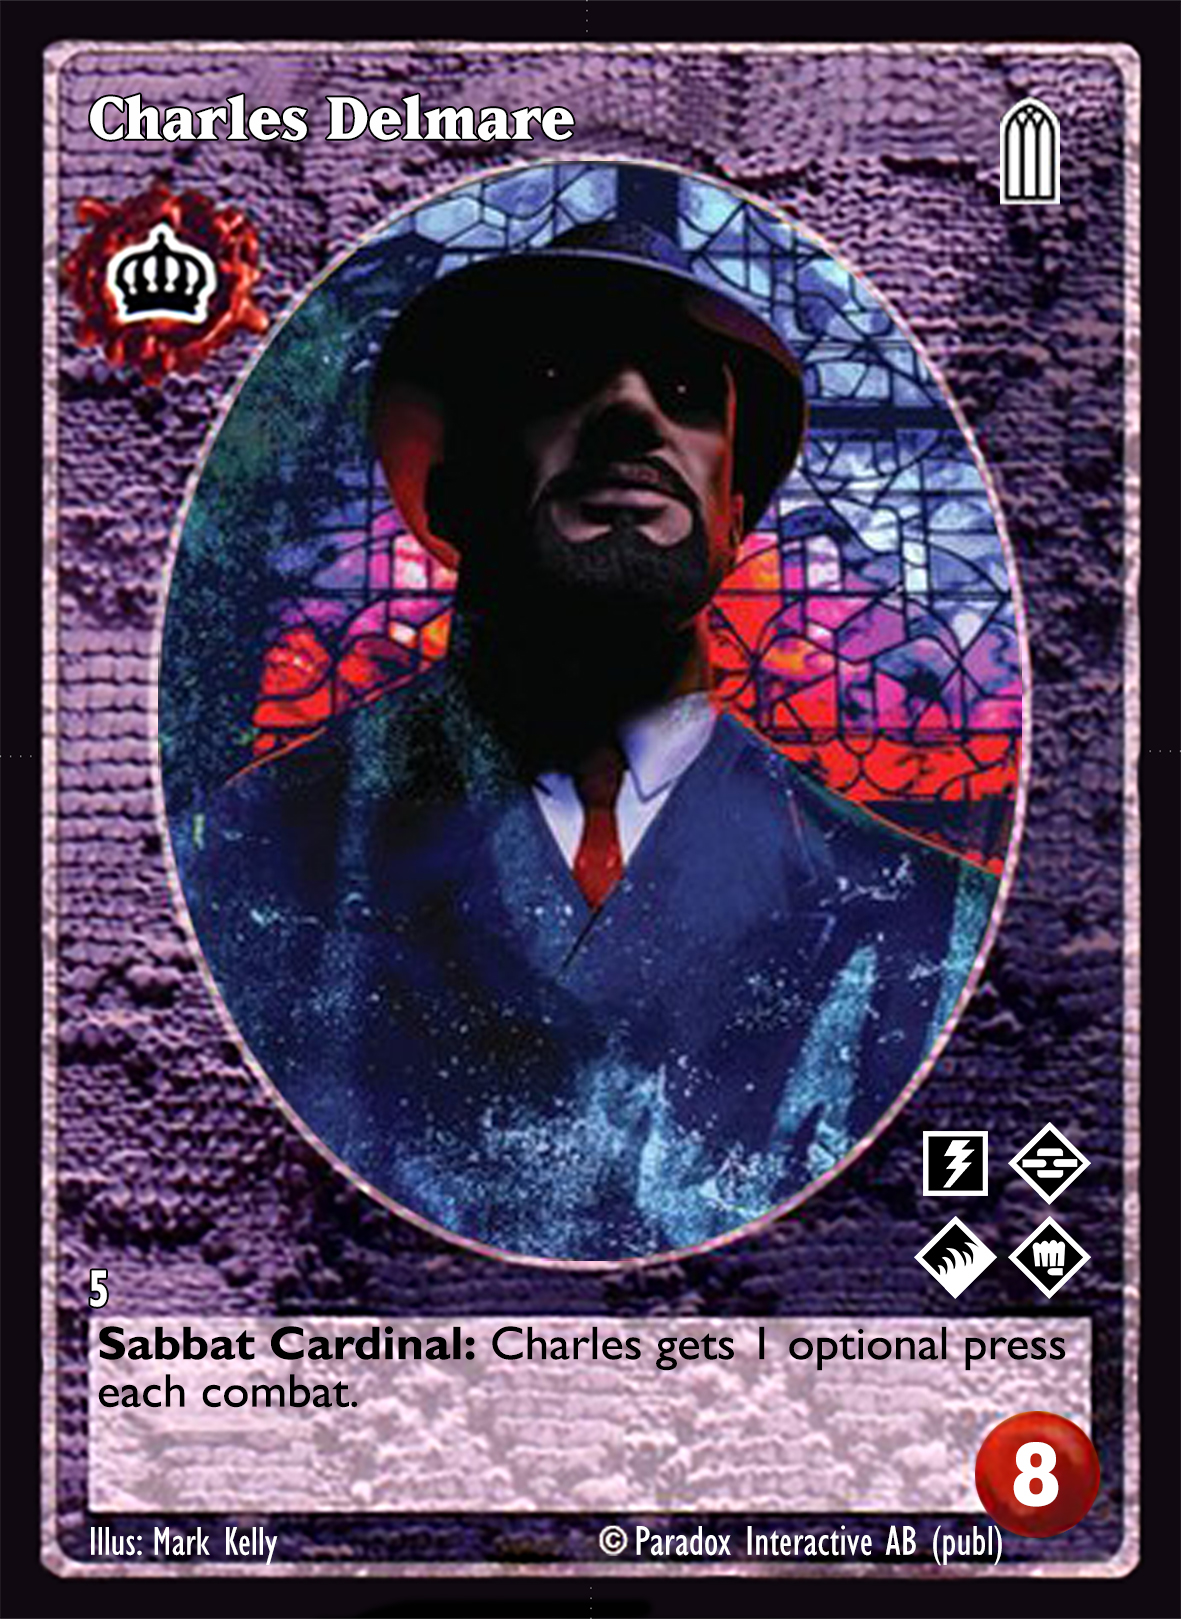 Charles Delmare
5
Sabbat Cardinal: Charles gets 1 optional press
each combat.
8
Illus: Mark Kelly
© Paradox Interactive AB (publ)